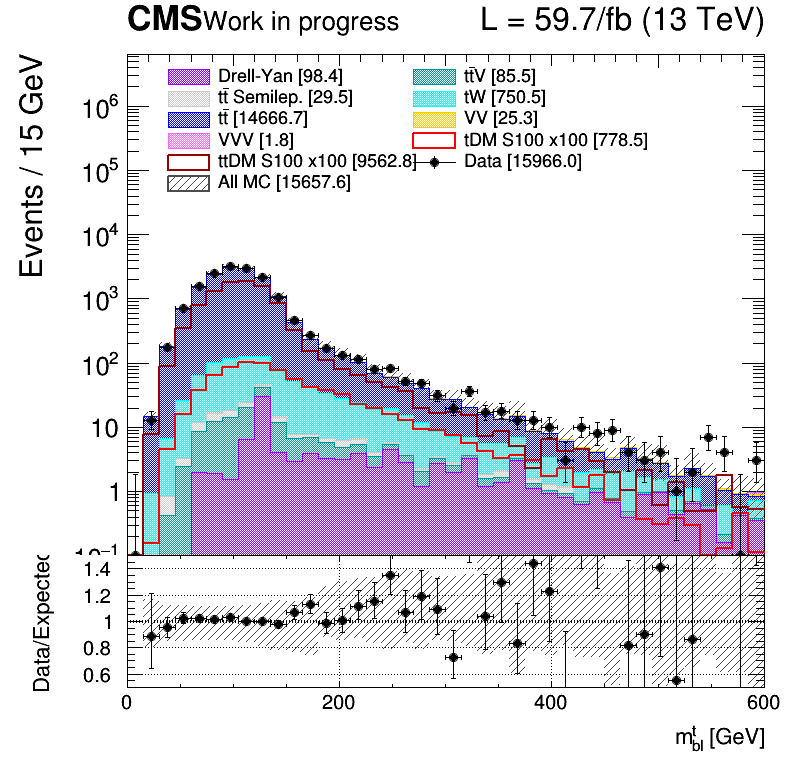 CMS Work in progress L = 59.7/fb (13 TeV)
Events / 15 GeV
Drell-Yan [98.4] tt̄V [85.5]
tt̄ Semilep. [29.5] tW [750.5]
tt̄ [14666.7] VV [25.3]
VVV [1.8] tDM S100 x100 [778.5]
ttDM S100 x100 [9562.8] Data [15966.0]
All MC [15657.6]
10⁶
10⁵
10⁴
10³
10²
10
1
10⁻¹
Data/Expected
1.4
1.2
1
0.8
0.6
0 200 400 600
m^t_bl [GeV]